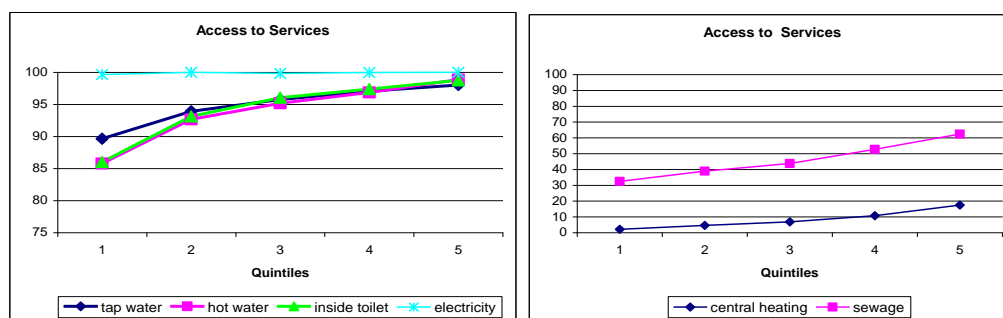 Access to Services
100
95
90
85
80
75
1 2 3 4 5
Quintiles
tap water hot water inside toilet electricity
Access to  Services
100
90
80
70
60
50
40
30
20
10
0
1 2 3 4 5
Quintiles
central heating sewage